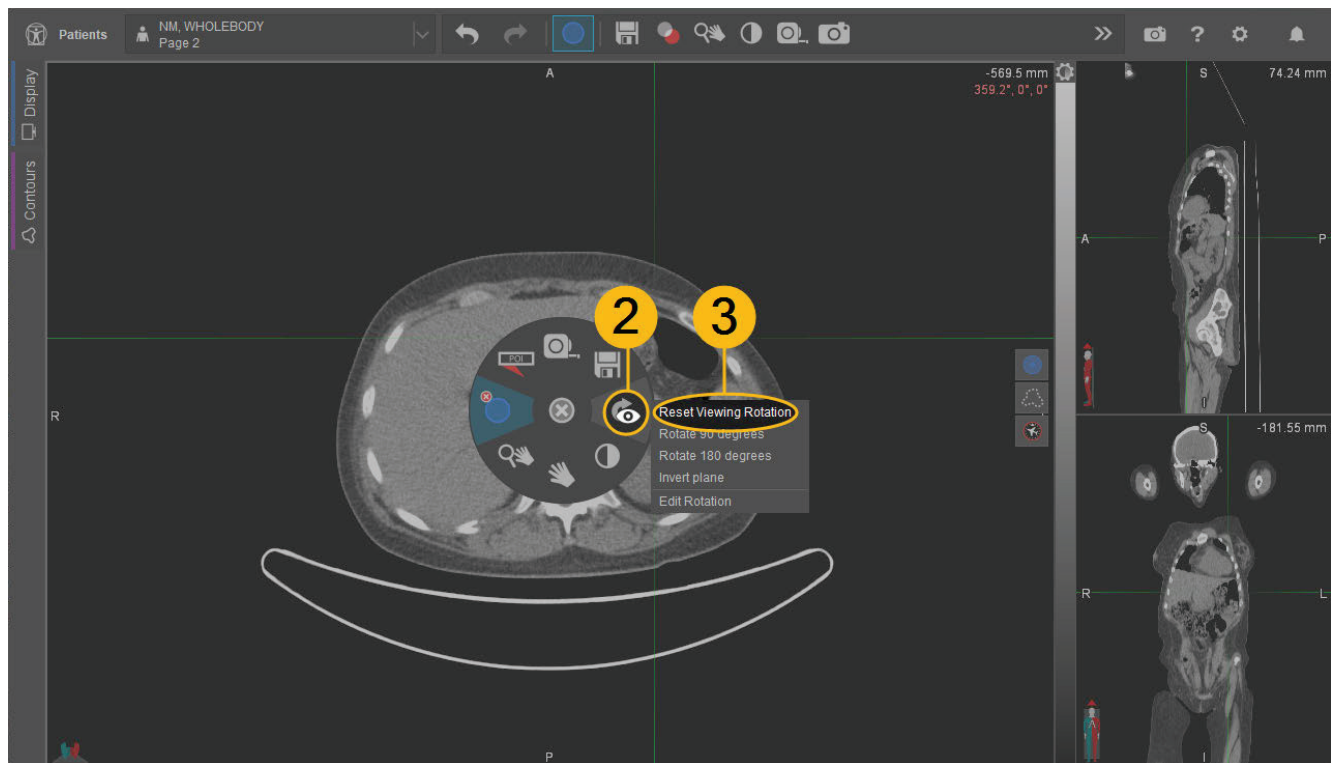 Patients
NM, WHOLEBODY
Page 2
?
Display
Contours
A
-569.5 mm
359.2°, 0°, 0°
R
P
POI
2
3
Reset Viewing Rotation
Rotate 90 degrees
Rotate 180 degrees
Invert plane
Edit Rotation
S
74.24 mm
A
P
I
S
-181.55 mm
R
L
I